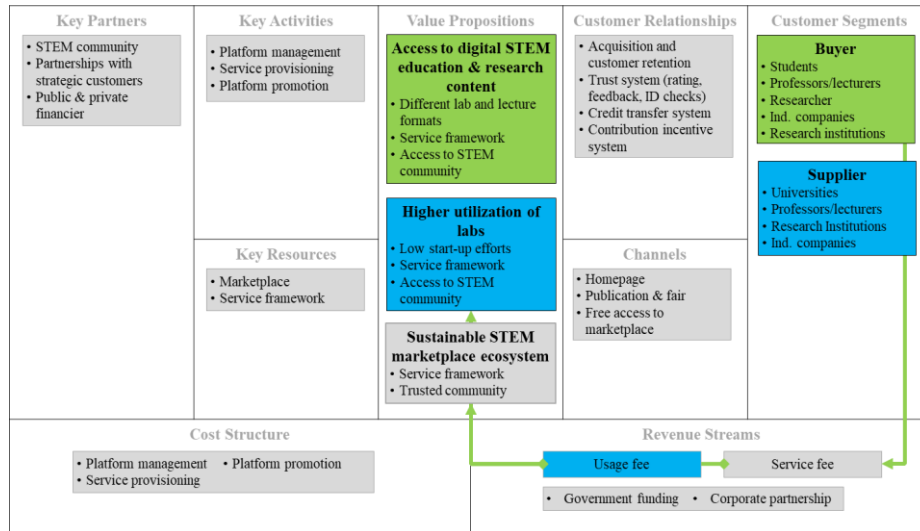 Key Partners
• STEM community
• Partnerships with
strategic customers
• Public & private
financier
Key Activities
• Platform management
• Service provisioning
• Platform promotion
Key Resources
• Marketplace
• Service framework
Value Propositions
Access to digital STEM
education & research
content
• Different lab and lecture
formats
• Service framework
• Access to STEM
community
Higher utilization of
labs
• Low start-up efforts
• Service framework
• Access to STEM
community
Sustainable STEM
marketplace ecosystem
• Service framework
• Trusted community
Customer Relationships
• Acquisition and
customer retention
• Trust system (rating,
feedback, ID checks)
• Credit transfer system
• Contribution incentive
system
Channels
• Homepage
• Publication & fair
• Free access to
marketplace
Customer Segments
Buyer
• Students
• Professors/lecturers
• Researcher
• Ind. companies
• Research institutions
Supplier
• Universities
• Professors/lecturers
• Research Institutions
• Ind. companies
Cost Structure
• Platform management • Platform promotion
• Service provisioning
Revenue Streams
Usage fee
Service fee
• Government funding • Corporate partnership